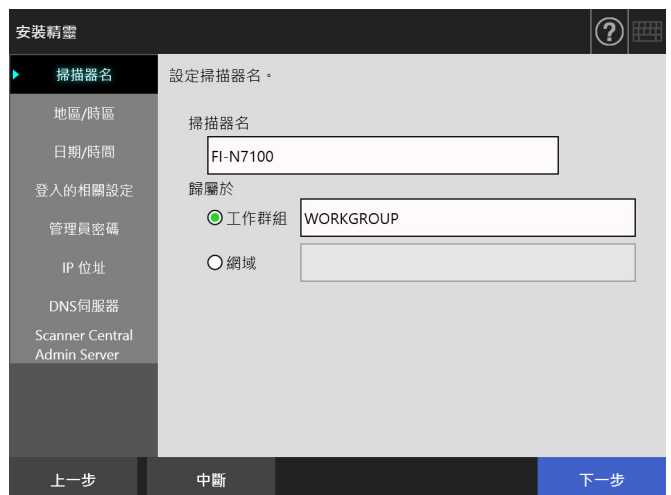 安裝精靈
?
掃描器名
地區/時區
日期/時間
登入的相關設定
管理員密碼
IP 位址
DNS伺服器
Scanner Central
Admin Server
設定掃描器名。
掃描器名
FI-N7100
歸屬於
工作群組 WORKGROUP
網域
上一步 中斷 下一步